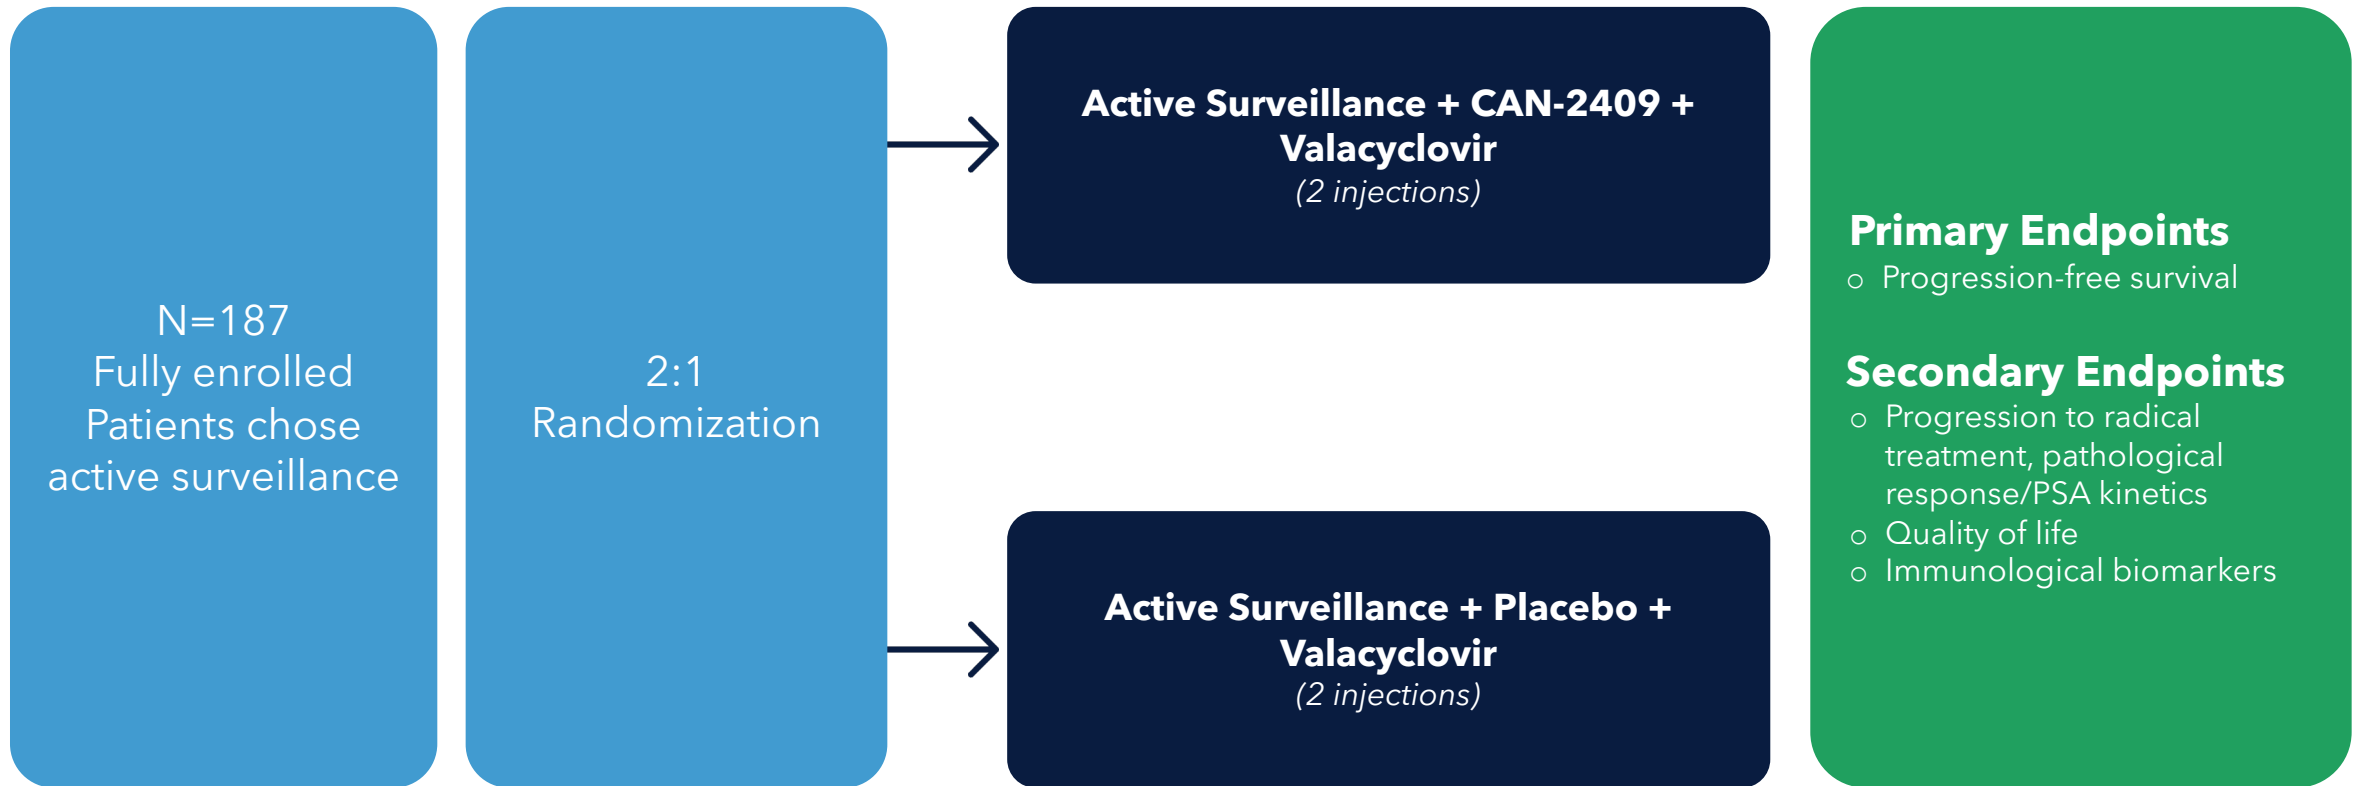 N=187
Fully enrolled
Patients chose
active surveillance
2:1
Randomization
Active Surveillance + CAN-2409 +
Valacyclovir
(2 injections)
Active Surveillance + Placebo +
Valacyclovir
(2 injections)
Primary Endpoints
o Progression-free survival
Secondary Endpoints
o Progression to radical
treatment, pathological
response/PSA kinetics
o Quality of life
o Immunological biomarkers